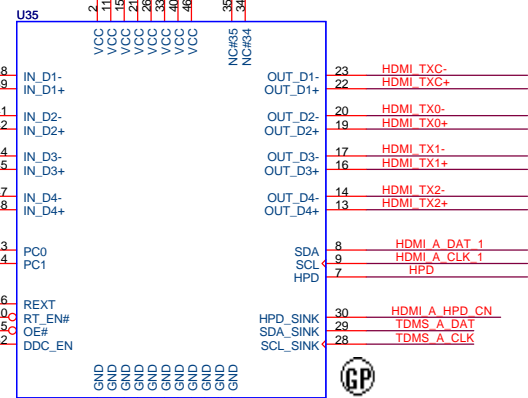 U35
2 11 15 21 26 33 40 46 35 34
VCC VCC VCC VCC VCC VCC VCC VCC NC#35 NC#34
8 IN_D1- OUT_D1- 23 HDMI_TXC-
9 IN_D1+ OUT_D1+ 22 HDMI_TXC+
1 IN_D2- OUT_D2- 20 HDMI_TX0-
2 IN_D2+ OUT_D2+ 19 HDMI_TX0+
4 IN_D3- OUT_D3- 17 HDMI_TX1-
5 IN_D3+ OUT_D3+ 16 HDMI_TX1+
7 IN_D4- OUT_D4- 14 HDMI_TX2-
8 IN_D4+ OUT_D4+ 13 HDMI_TX2+
3 PC0 SDA 8 HDMI_A_DAT_1
4 PC1 SCL 9 HDMI_A_CLK_1
HPD 7 HPD
6 REXT
0 RT_EN# HPD_SINK 30 HDMI_A_HPD_CN
5 OE# SDA_SINK 29 TDMS_A_DAT
2 DDC_EN SCL_SINK 28 TDMS_A_CLK
GND GND GND GND GND GND GND GND GND GND GND
GP